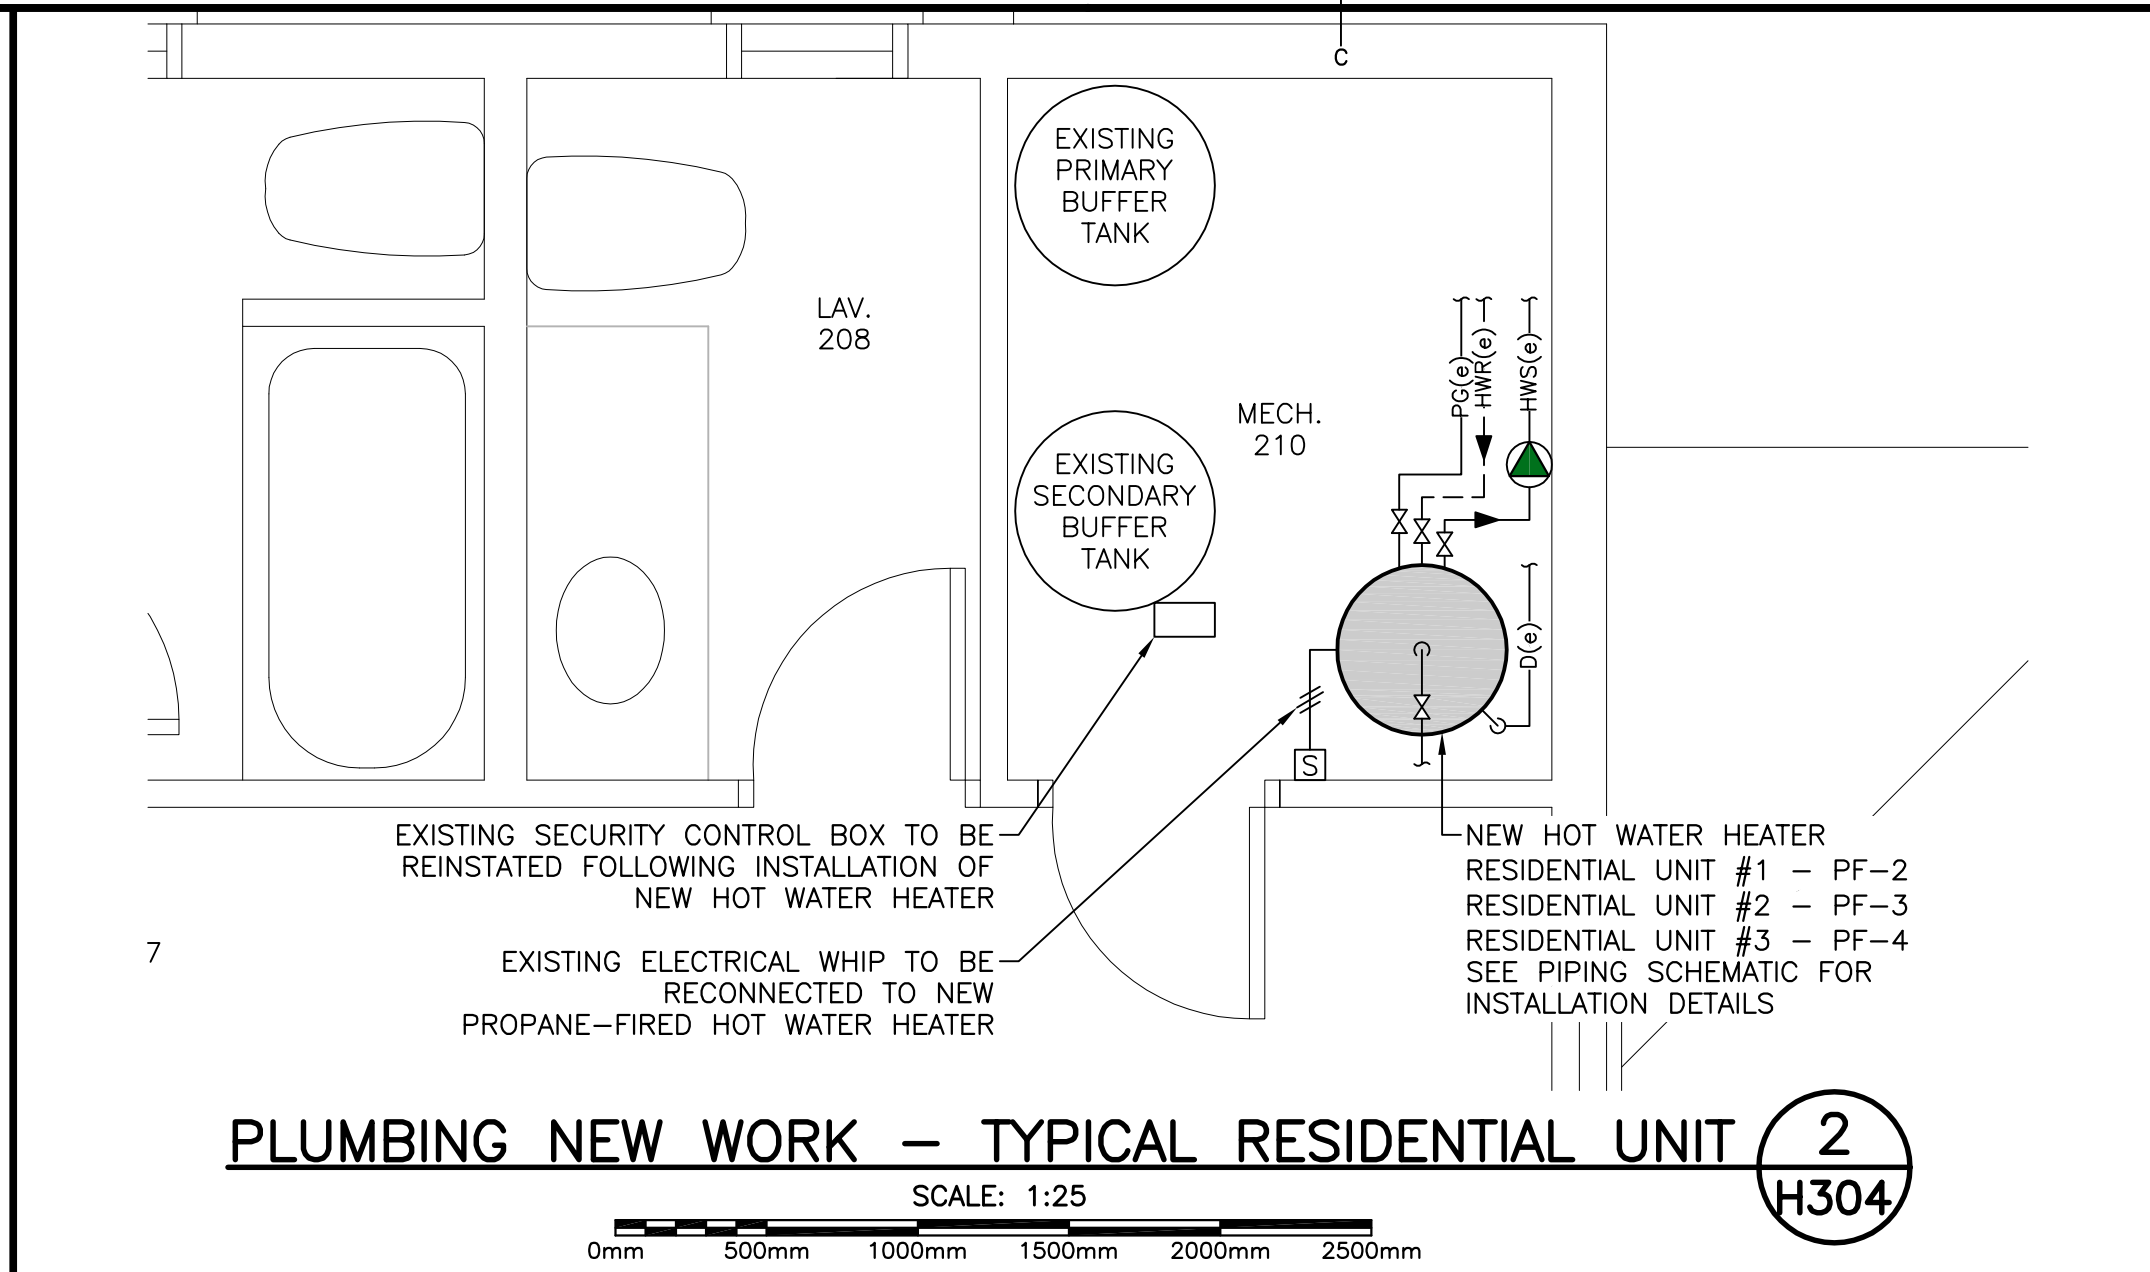 C
EXISTING
PRIMARY
BUFFER
TANK
LAV.
208
PG(e)
HWR(e)
HWS(e)
MECH.
210
EXISTING
SECONDARY
BUFFER
TANK
D(e)
S
EXISTING SECURITY CONTROL BOX TO BE
REINSTATED FOLLOWING INSTALLATION OF
NEW HOT WATER HEATER
NEW HOT WATER HEATER
RESIDENTIAL UNIT #1 – PF–2
RESIDENTIAL UNIT #2 – PF–3
RESIDENTIAL UNIT #3 – PF–4
SEE PIPING SCHEMATIC FOR
INSTALLATION DETAILS
7
EXISTING ELECTRICAL WHIP TO BE
RECONNECTED TO NEW
PROPANE–FIRED HOT WATER HEATER
PLUMBING NEW WORK – TYPICAL RESIDENTIAL UNIT
2
H304
SCALE: 1:25
0mm 500mm 1000mm 1500mm 2000mm 2500mm